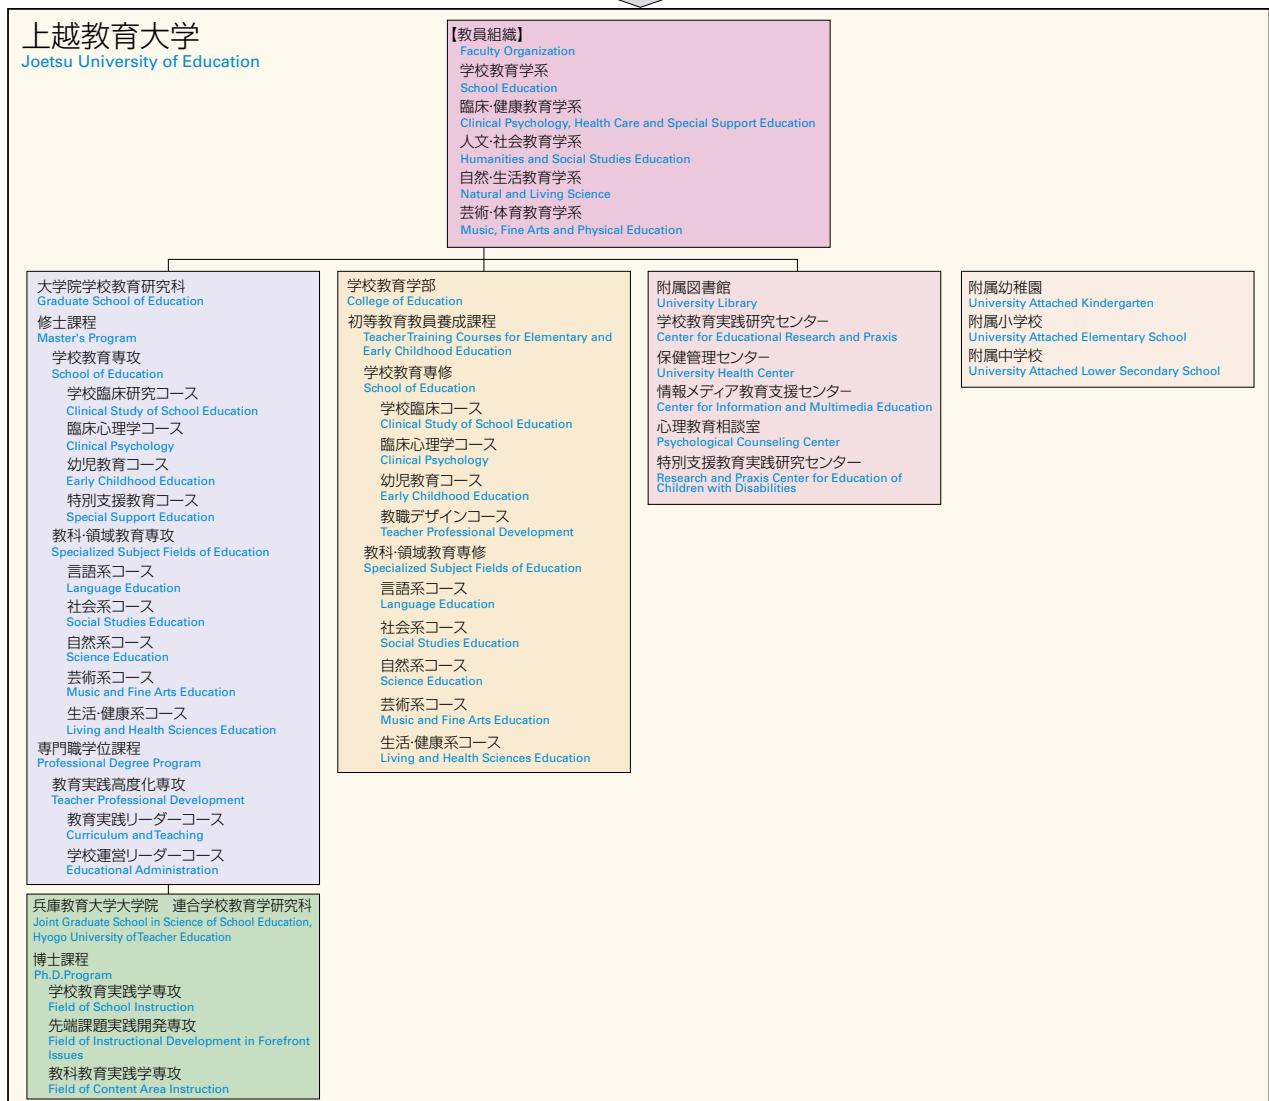 上越教育大学
Joetsu University of Education
【教員組織】
Faculty Organization
学校教育学系
School Education
臨床・健康教育学系
Clinical Psychology, Health Care and Special Support Education
人文・社会教育学系
Humanities and Social Studies Education
自然・生活教育学系
Natural and Living Science
芸術・体育教育学系
Music, Fine Arts and Physical Education
大学院学校教育研究科
Graduate School of Education
修士課程
Master's Program
学校教育専攻
School of Education
学校臨床研究コース
Clinical Study of School Education
臨床心理学コース
Clinical Psychology
幼児教育コース
Early Childhood Education
特別支援教育コース
Special Support Education
教科・領域教育専攻
Specialized Subject Fields of Education
言語系コース
Language Education
社会系コース
Social Studies Education
自然系コース
Science Education
芸術系コース
Music and Fine Arts Education
生活・健康系コース
Living and Health Sciences Education
専門職学位課程
Professional Degree Program
教育実践高度化専攻
Teacher Professional Development
教育実践リーダーコース
Curriculum and Teaching
学校運営リーダーコース
Educational Administration
兵庫教育大学大学院　連合学校教育学研究科
Joint Graduate School in Science of School Education,
Hyogo University of Teacher Education
博士課程
Ph.D.Program
学校教育実践学専攻
Field of School Instruction
先端課題実践開発専攻
Field of Instructional Development in Forefront
Issues
教科教育実践学専攻
Field of Content Area Instruction
学校教育学部
College of Education
初等教育教員養成課程
Teacher Training Courses for Elementary and
Early Childhood Education
学校教育専修
School of Education
学校臨床コース
Clinical Study of School Education
臨床心理学コース
Clinical Psychology
幼児教育コース
Early Childhood Education
教職デザインコース
Teacher Professional Development
教科・領域教育専修
Specialized Subject Fields of Education
言語系コース
Language Education
社会系コース
Social Studies Education
自然系コース
Science Education
芸術系コース
Music and Fine Arts Education
生活・健康系コース
Living and Health Sciences Education
附属図書館
University Library
学校教育実践研究センター
Center for Educational Research and Praxis
保健管理センター
University Health Center
情報メディア教育支援センター
Center for Information and Multimedia Education
心理教育相談室
Psychological Counseling Center
特別支援教育実践研究センター
Research and Praxis Center for Education of
Children with Disabilities
附属幼稚園
University Attached Kindergarten
附属小学校
University Attached Elementary School
附属中学校
University Attached Lower Secondary School